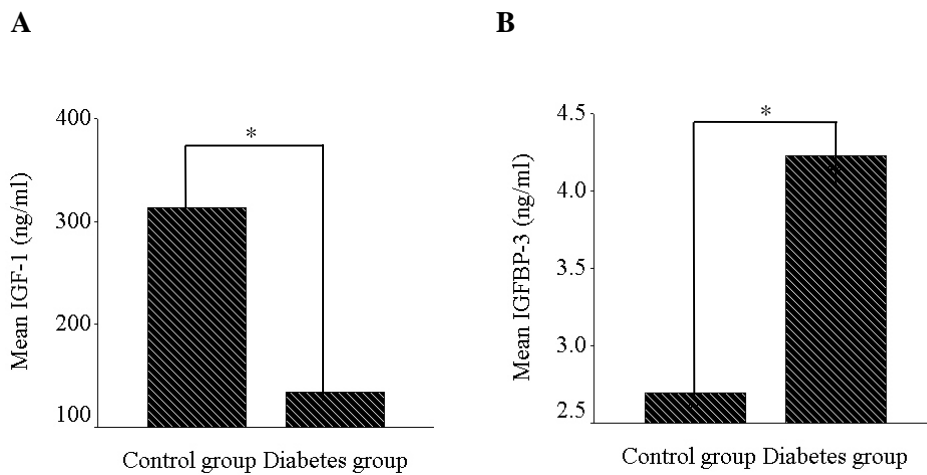 A
Mean IGF-1 (ng/ml)
400
300
200
100
*
Control group Diabetes group
B
Mean IGFBP-3 (ng/ml)
4.5
4.0
3.5
3.0
2.5
*
Control group Diabetes group